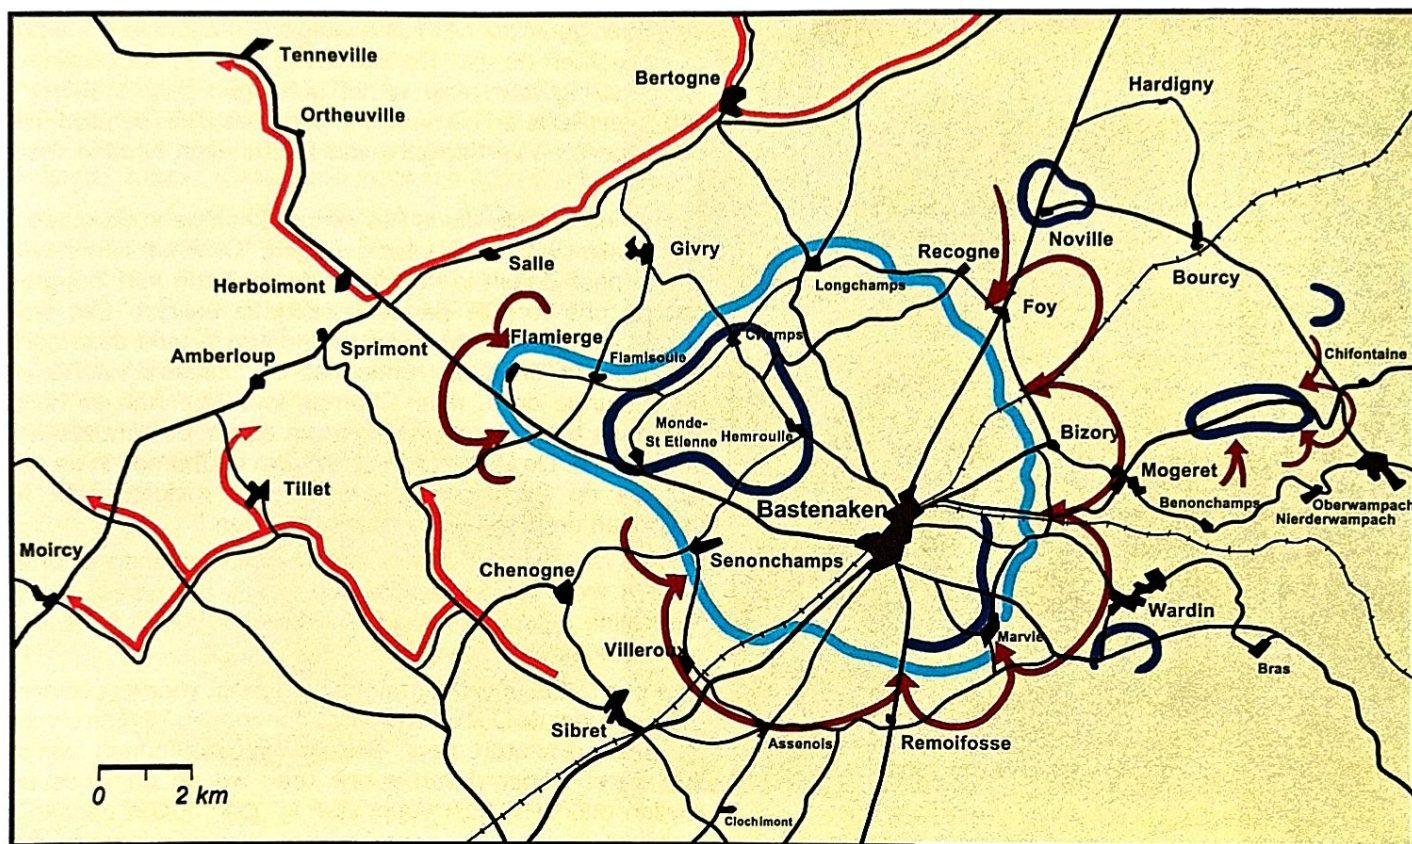 Tenneville
Bertogne
Hardigny
Ortheuville
Givry
Recogne
Noville
Salle
Bourcy
Herboimont
Longchamps
Foy
Flamierge
Champs
Sprimont
Amberloup
Flamisoule
Chifontaine
Monde-
St Etienne
Hemroulle
Bizory
Mogeret
Tillet
Bastenaken
Benonchamps
Oberwampach
Nierderwampach
Moircy
Senonchamps
Chenogne
Wardin
Marvie
Villeroux
Bras
Sibret
Assenois
Remoifosse
0 2 km
Clochimont